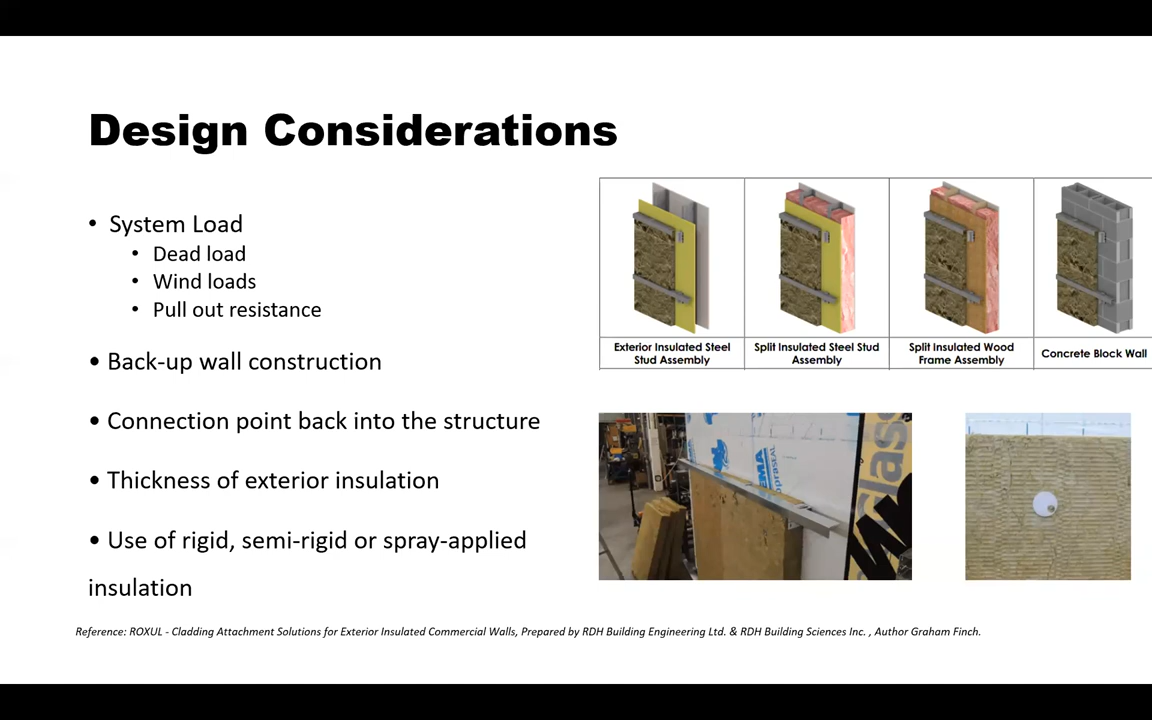 Design Considerations
• System Load
• Dead load
• Wind loads
• Pull out resistance
• Back-up wall construction
• Connection point back into the structure
• Thickness of exterior insulation
• Use of rigid, semi-rigid or spray-applied
insulation
Exterior Insulated Steel
Stud Assembly
Split Insulated Steel Stud
Assembly
Split Insulated Wood
Frame Assembly
Concrete Block Wall
Reference: ROXUL - Cladding Attachment Solutions for Exterior Insulated Commercial Walls, Prepared by RDH Building Engineering Ltd. & RDH Building Sciences Inc. , Author Graham Finch.